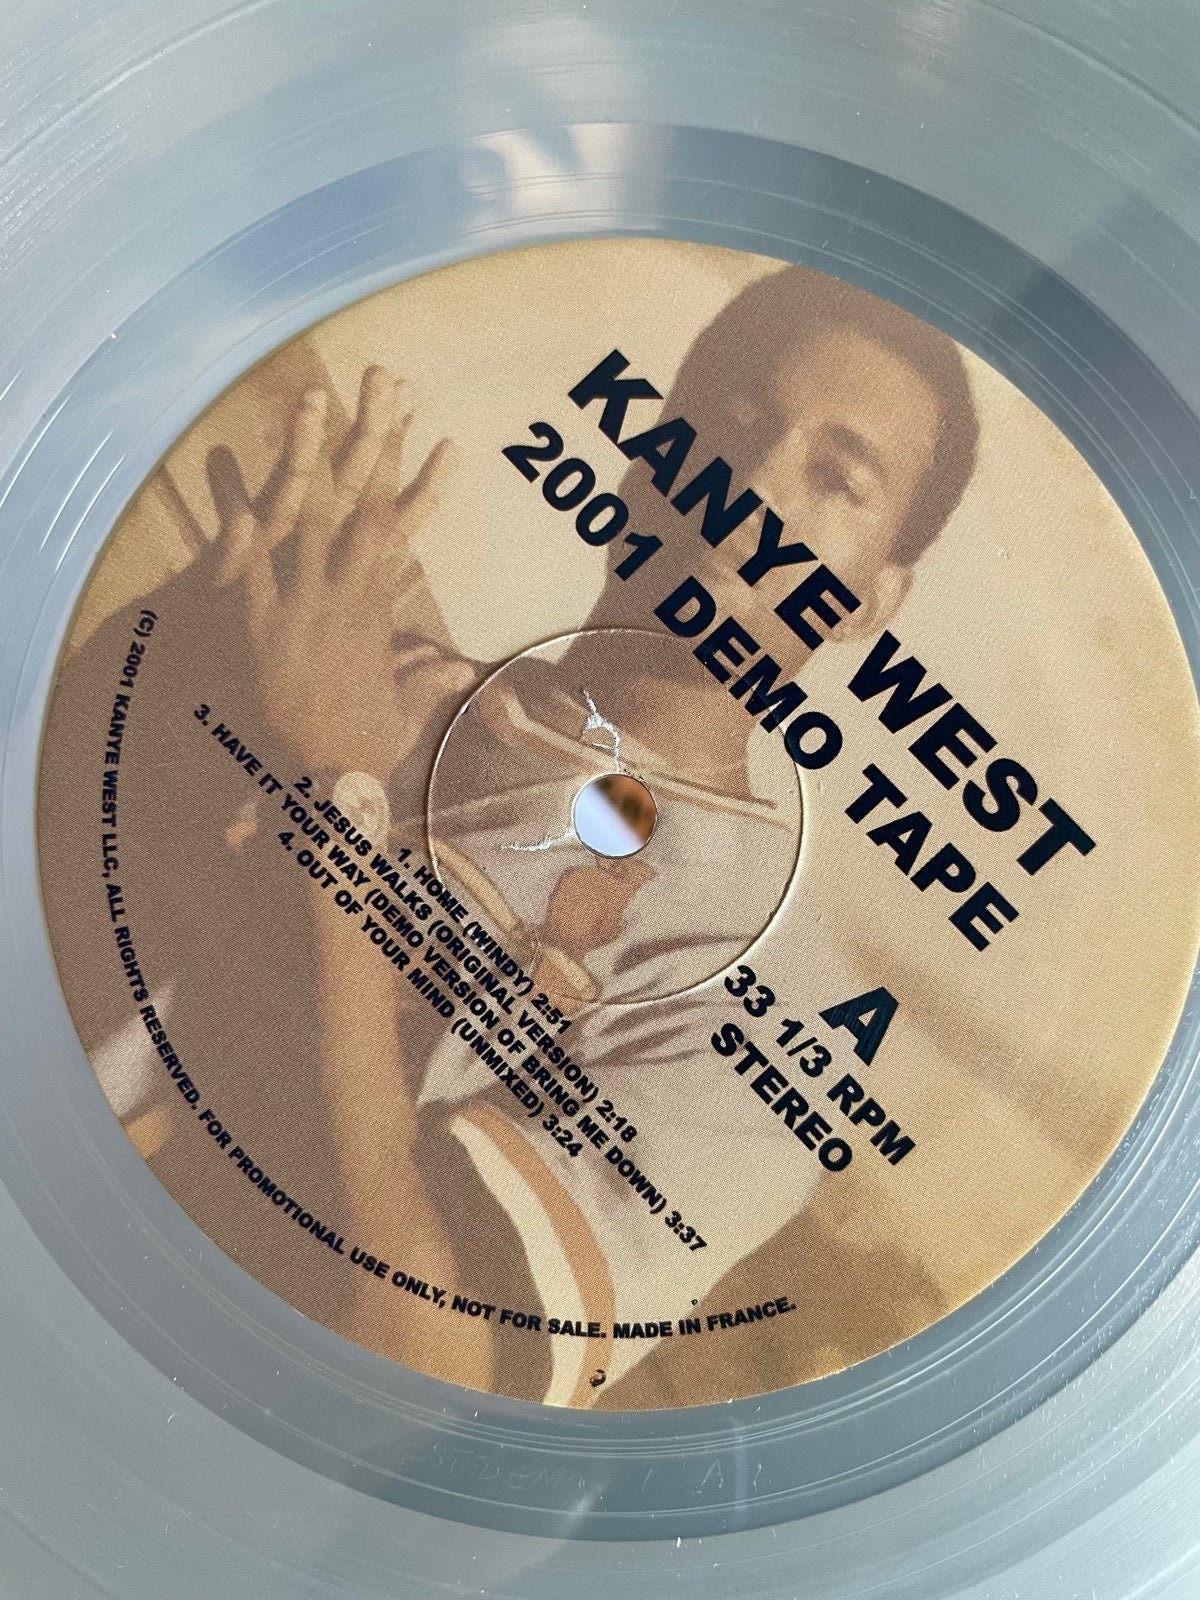 KANYE WEST
2001 DEMO TAPE
A
33 1/3 RPM
STEREO
1. HOME (WINDY) 2:51
2. JESUS WALKS (ORIGINAL VERSION) 2:18
3. HAVE IT YOUR WAY (DEMO VERSION OF BRING ME DOWN) 3:37
4. OUT OF YOUR MIND (UNMIXED) 3:24
(C) 2001 KANYE WEST LLC, ALL RIGHTS RESERVED. FOR PROMOTIONAL USE ONLY, NOT FOR SALE. MADE IN FRANCE.